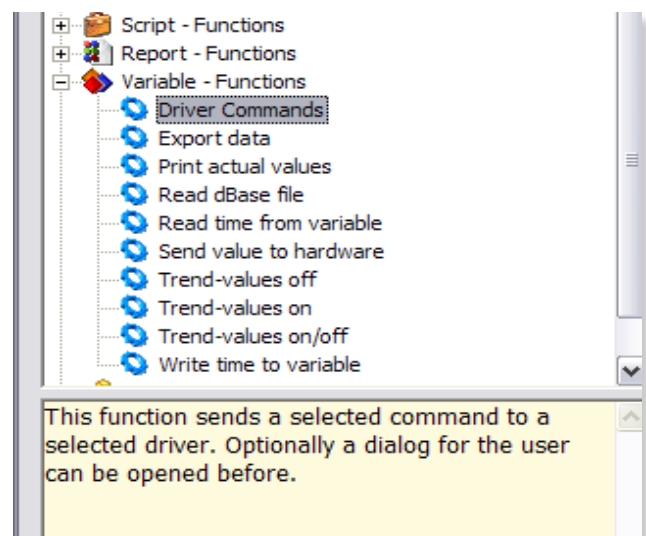 Script - Functions
Report - Functions
Variable - Functions
Driver Commands
Export data
Print actual values
Read dBase file
Read time from variable
Send value to hardware
Trend-values off
Trend-values on
Trend-values on/off
Write time to variable
This function sends a selected command to a
selected driver. Optionally a dialog for the user
can be opened before.